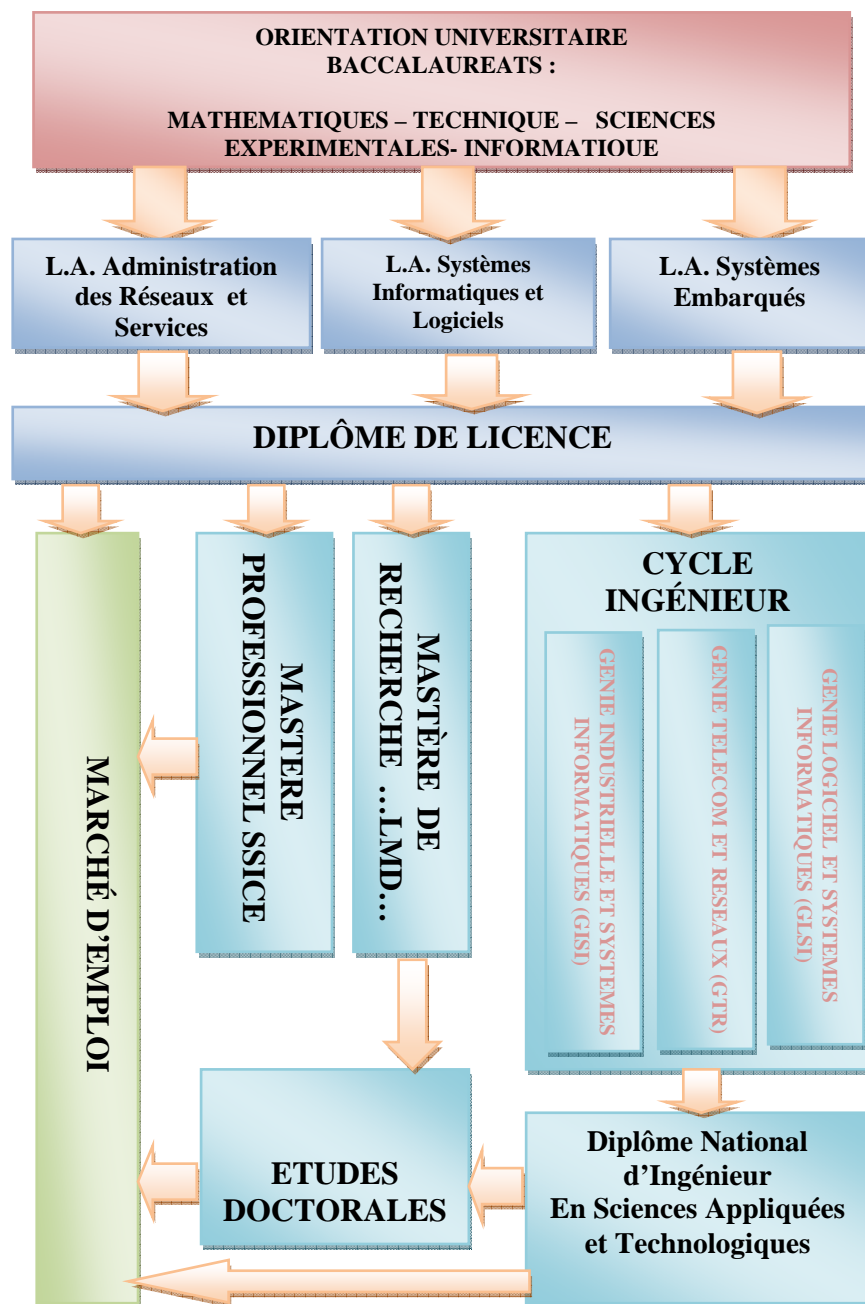 ORIENTATION UNIVERSITAIRE
BACCALAUREATS :
MATHEMATIQUES – TECHNIQUE – SCIENCES
EXPERIMENTALES- INFORMATIQUE
L.A. Administration
des Réseaux et
Services
L.A. Systèmes
Informatiques et
Logiciels
L.A. Systèmes
Embarqués
DIPLÔME DE LICENCE
MARCHÉ D’EMPLOI
MASTERE
PROFESSIONNEL SSICE
MASTÈRE DE
RECHERCHE …LMD…
CYCLE
INGÉNIEUR
GENIE INDUSTRIELLE ET SYSTEMES
INFORMATIQUES (GISI)
GENIE TELECOM ET RESEAUX (GTR)
GENIE LOGICIEL ET SYSTEMES
INFORMATIQUES (GLSI)
ETUDES
DOCTORALES
Diplôme National
d’Ingénieur
En Sciences Appliquées
et Technologiques